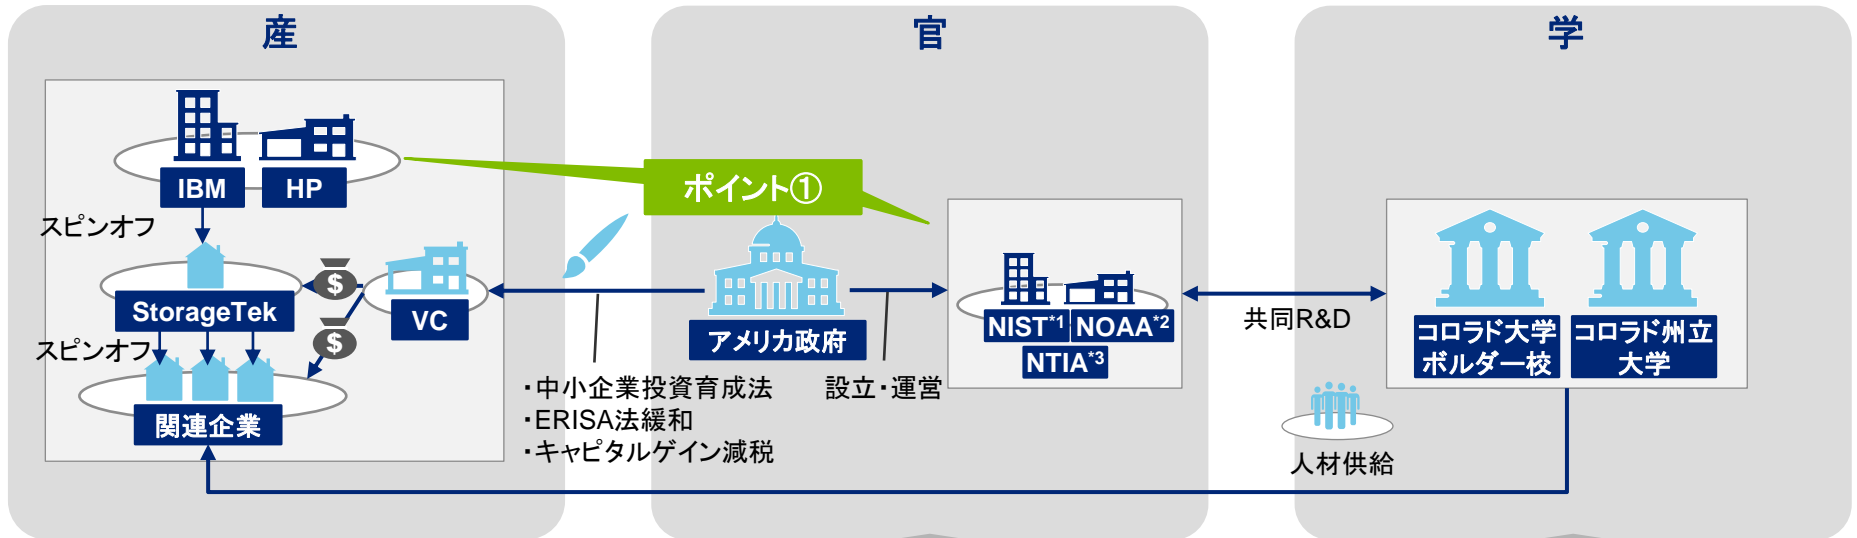 産
官
学
IBM
HP
ポイント①
スピンオフ
StorageTek
$
$
VC
スピンオフ
関連企業
アメリカ政府
・中小企業投資育成法
・ERISA法緩和
・キャピタルゲイン減税
設立・運営
NIST*1
NOAA*2
NTIA*3
共同R&D
コロラド大学
ボルダー校
コロラド州立
大学
人材供給